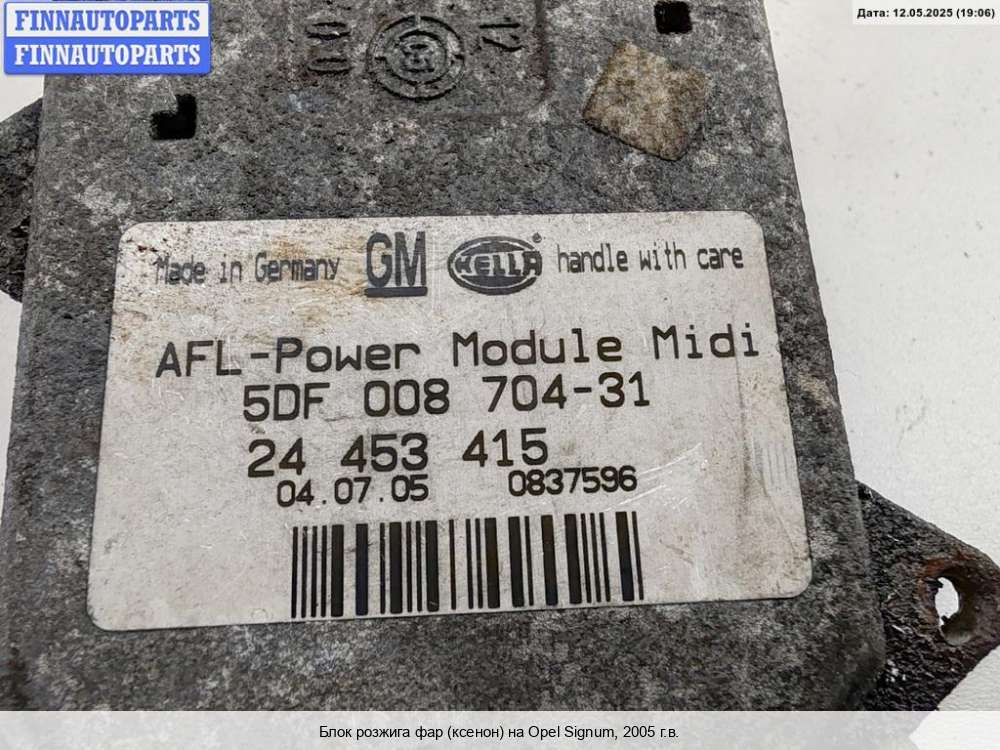 FINNAUTOPARTS
FINNAUTOPARTS
Дата: 12.05.2025 (19:06)
Made in Germany GM HELLA ® handle with care
AFL-Power Module Midi
5DF 008 704-31
24 453 415
04.07.05 0837596
Блок розжига фар (ксенон) на Opel Signum, 2005 г.в.